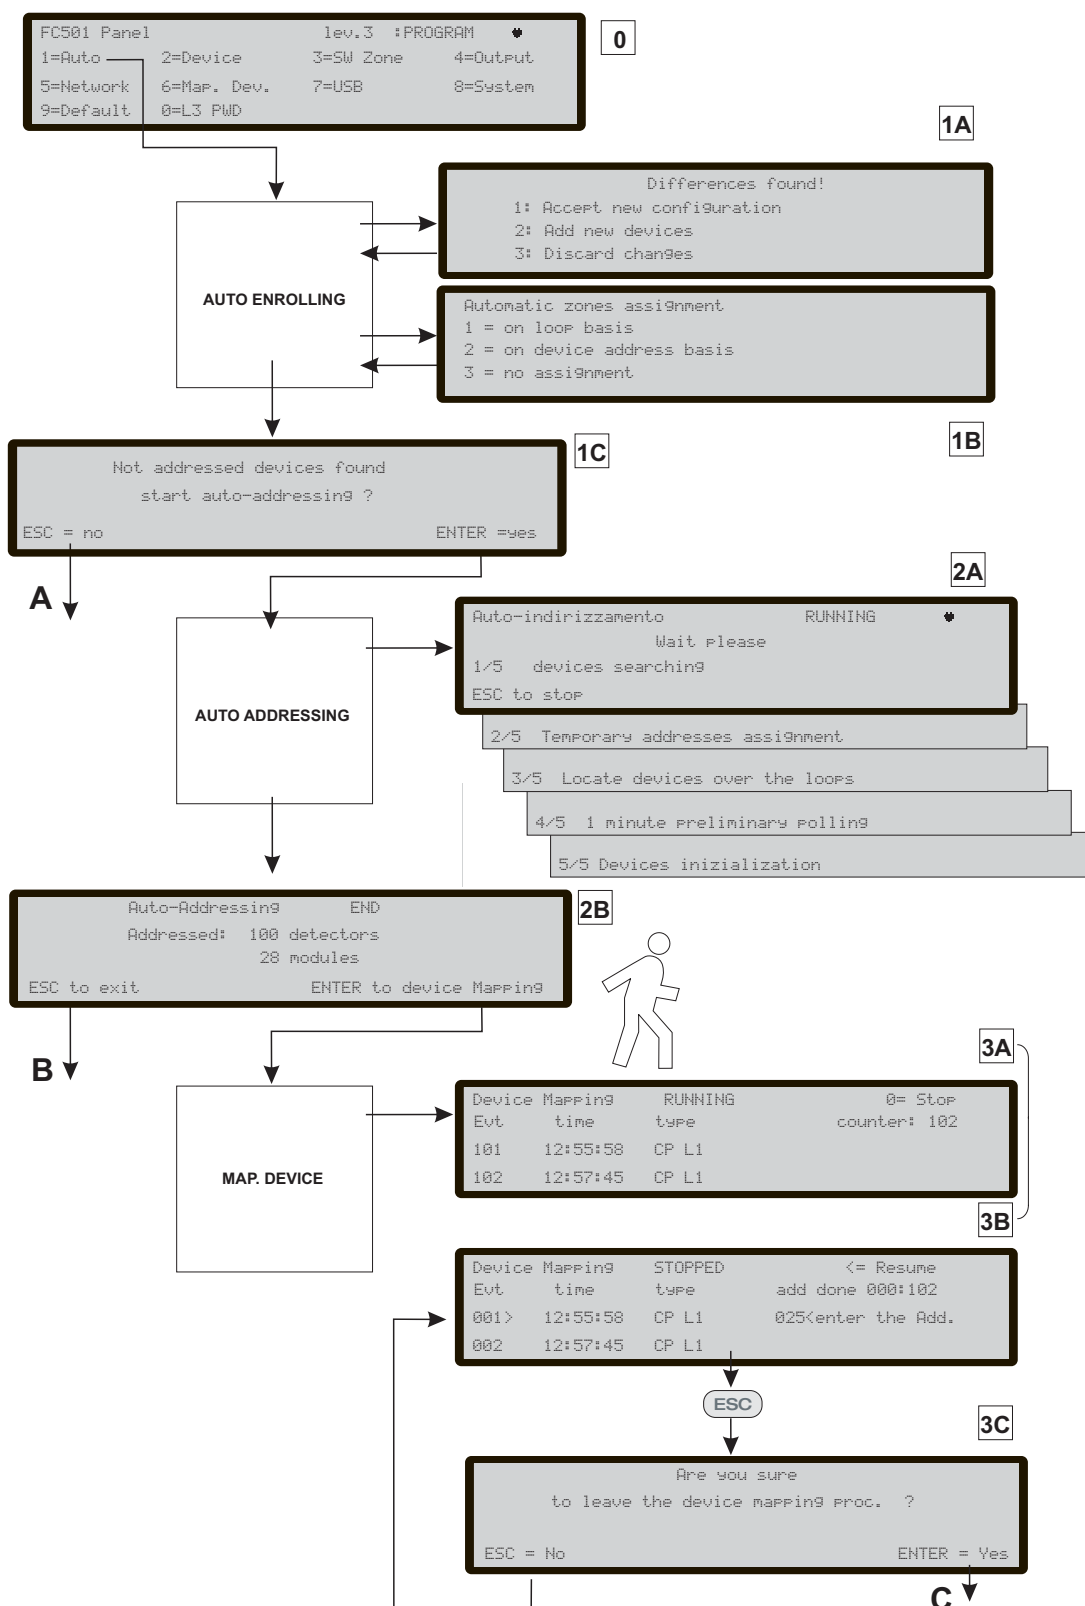 FC501 Panel lev.3 :PROGRAM
1=Auto 2=Device 3=SW Zone 4=Output
5=Network 6=Map. Dev. 7=USB 8=System
9=Default 0=L3 PWD
0
1A
Differences found!
1: Accept new configuration
2: Add new devices
3: Discard changes
AUTO ENROLLING
Automatic zones assignment
1 = on loop basis
2 = on device address basis
3 = no assignment
1B
1C
Not addressed devices found
start auto-addressing ?
ESC = no ENTER =yes
A
2A
Auto-indirizzamento RUNNING
Wait please
1/5 devices searching
ESC to stop
AUTO ADDRESSING
2/5 Temporary addresses assignment
3/5 Locate devices over the loops
4/5 1 minute preliminary polling
5/5 Devices inizialization
2B
Auto-Addressing END
Addressed: 100 detectors
28 modules
ESC to exit ENTER to device Mapping
B
3A
Device Mapping RUNNING 0= Stop
Evt time type counter: 102
101 12:55:58 CP L1
102 12:57:45 CP L1
MAP. DEVICE
3B
Device Mapping STOPPED <= Resume
Evt time type add done 000:102
001> 12:55:58 CP L1 025<enter the Add.
002 12:57:45 CP L1
ESC
3C
Are you sure
to leave the device mapping proc. ?
ESC = No ENTER = Yes
C